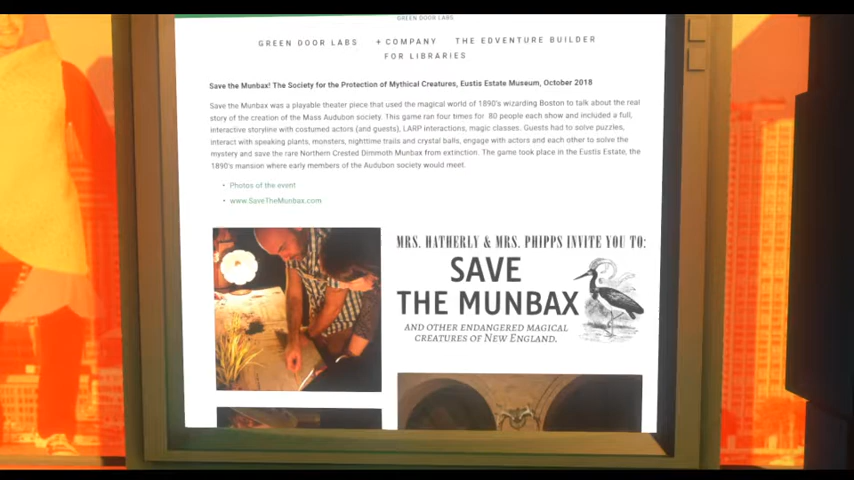 GREEN DOOR LABS
GREEN DOOR LABS + COMPANY THE EDVENTURE BUILDER
FOR LIBRARIES
Save the Munbax! The Society for the Protection of Mythical Creatures, Eustis Estate Museum, October 2018
Save the Munbax was a playable theater piece that used the magical world of 1890's wizarding Boston to talk about the real
story of the creation of the Mass Audubon society. This game ran four times for 80 people each show and included a full,
interactive storyline with costumed actors (and guests), LARP interactions, magic classes. Guests had to solve puzzles,
interact with speaking plants, monsters, nighttime trails and crystal balls, engage with actors and each other to solve the
mystery and save the rare Northern Crested Dimmoth Munbax from extinction. The game took place in the Eustis Estate, the
1890's mansion where early members of the Audubon society would meet.
• Photos of the event
• www.SaveTheMunbax.com
MRS. HATHERLY & MRS. PHIPPS INVITE YOU TO:
SAVE
THE MUNBAX
AND OTHER ENDANGERED MAGICAL
CREATURES OF NEW ENGLAND.